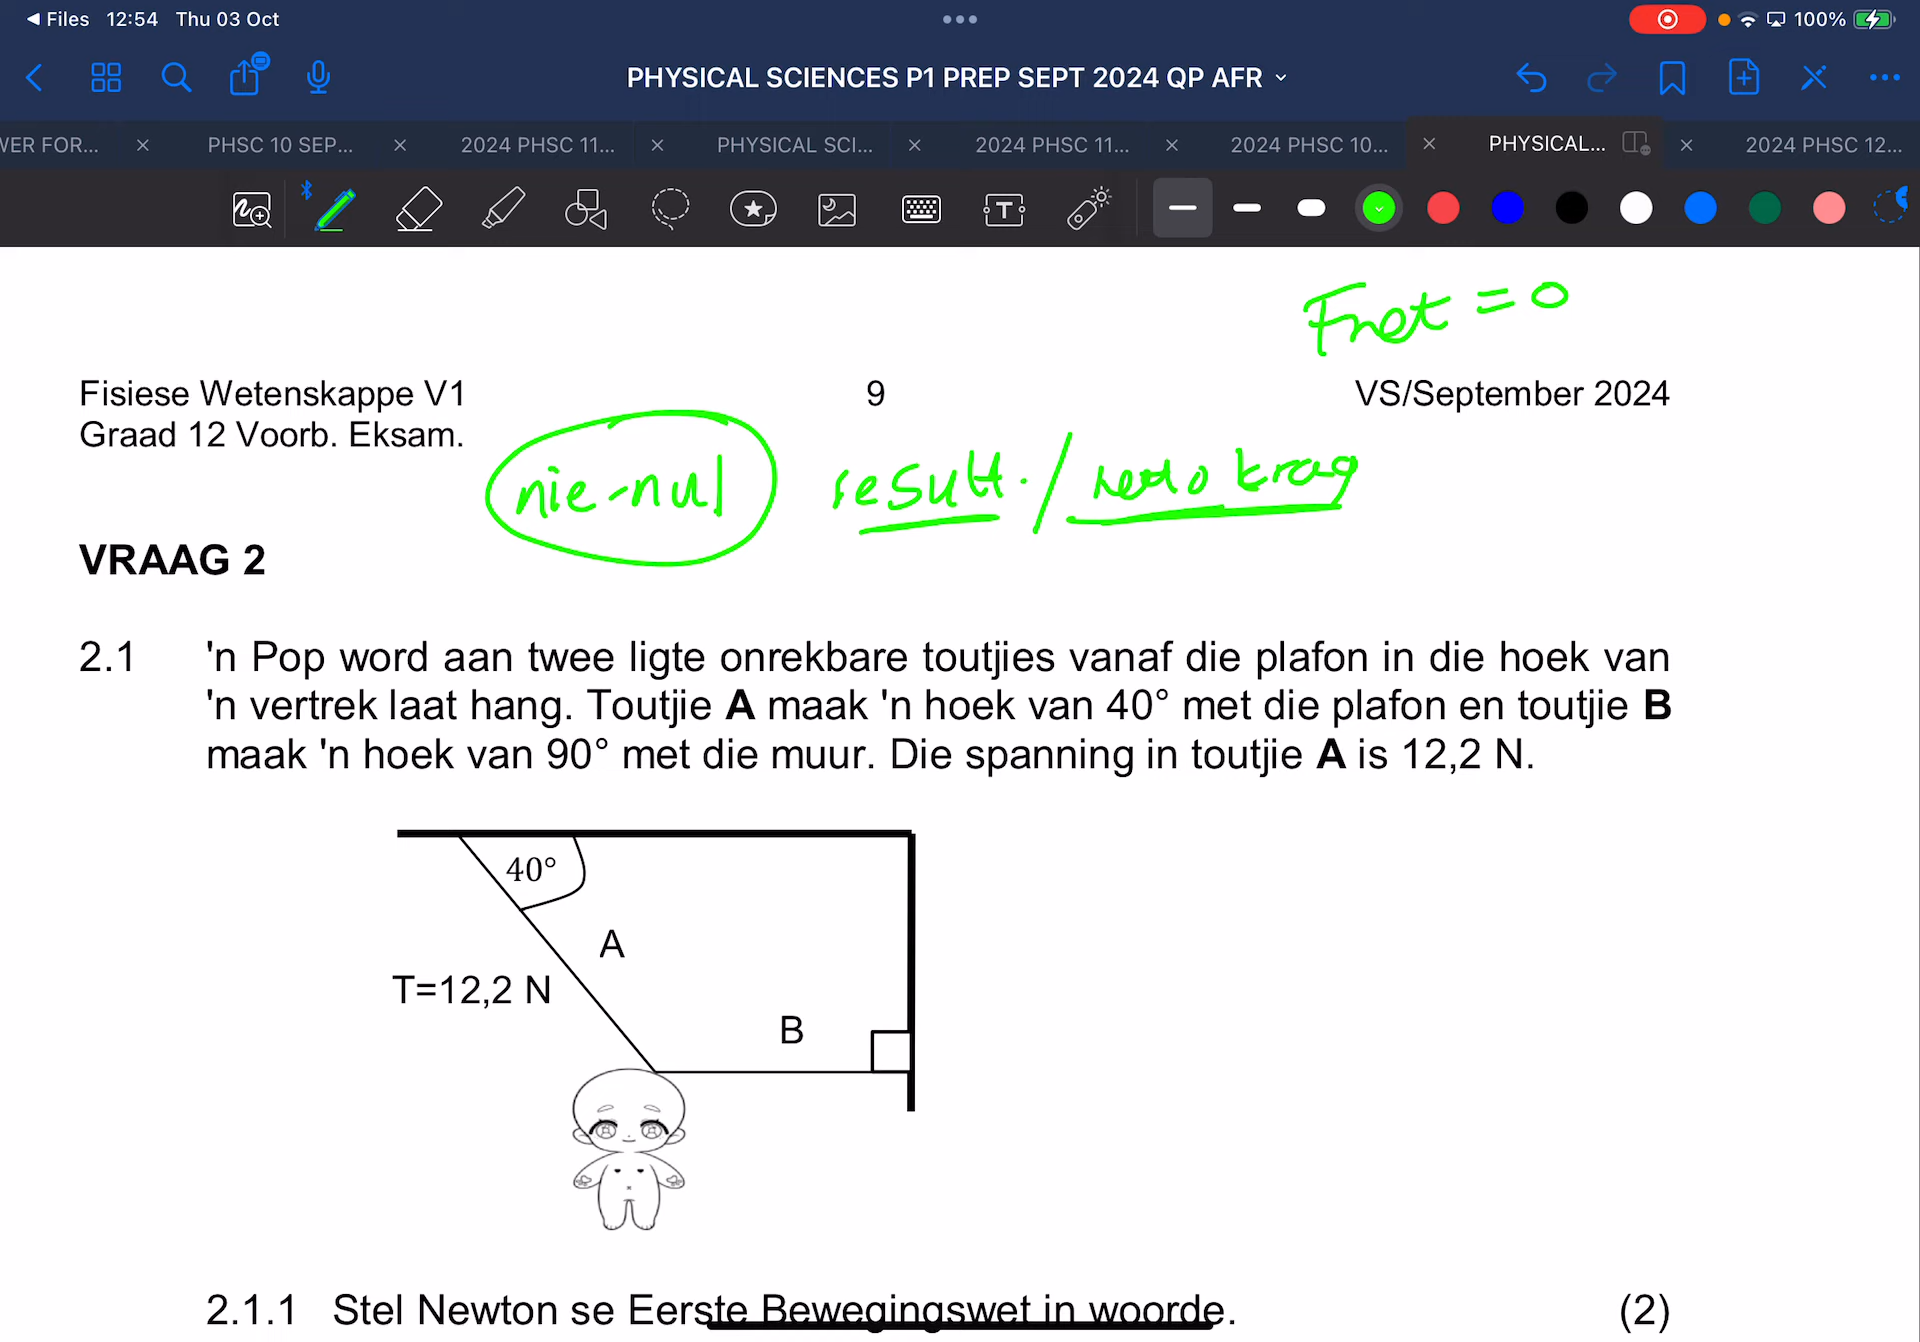 Files 12:54 Thu 03 Oct 100%
PHYSICAL SCIENCES P1 PREP SEPT 2024 QP AFR
WER FOR... PHSC 10 SEP... 2024 PHSC 11... PHYSICAL SCI... 2024 PHSC 11... 2024 PHSC 10... PHYSICAL... 2024 PHSC 12...
T
Fnet = 0
Fisiese Wetenskappe V1 9 VS/September 2024
Graad 12 Voorb. Eksam.
nie-nul result. / netto krag
VRAAG 2
2.1 'n Pop word aan twee ligte onrekbare toutjies vanaf die plafon in die hoek van
'n vertrek laat hang. Toutjie A maak 'n hoek van 40° met die plafon en toutjie B
maak 'n hoek van 90° met die muur. Die spanning in toutjie A is 12,2 N.
40°
A
T=12,2 N
B
2.1.1 Stel Newton se Eerste Bewegingswet in woorde. (2)